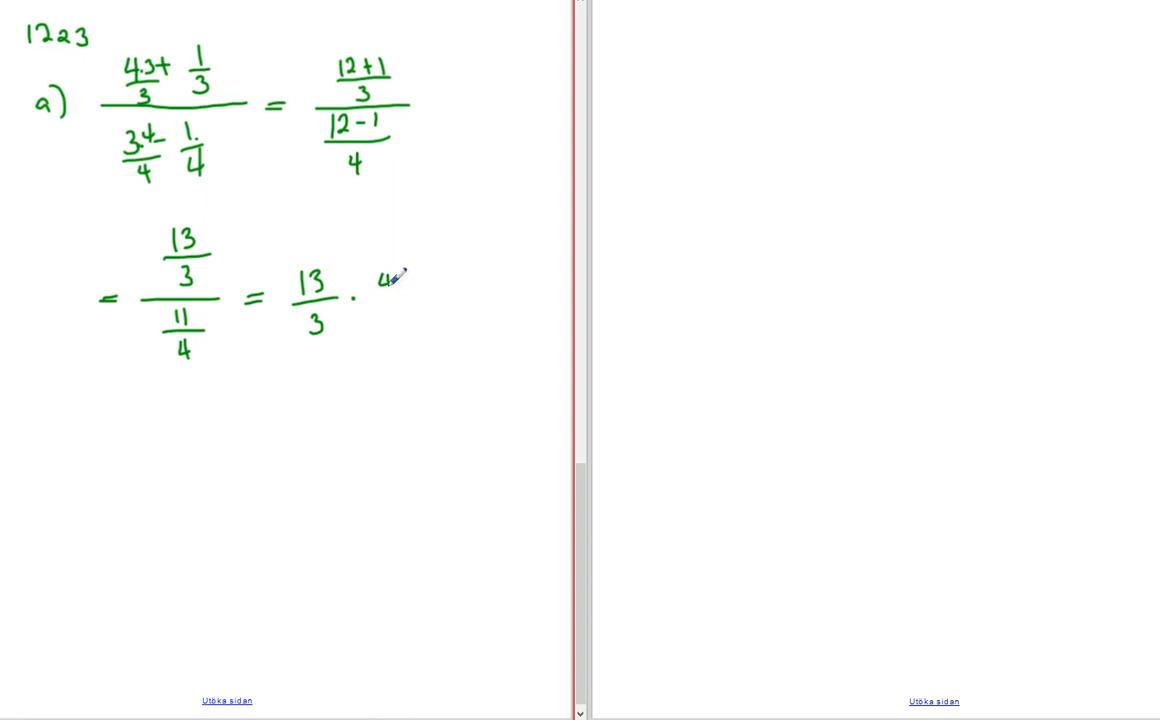 1223
a) (4·3/3 + 1/3) / (3·4/4 - 1/4) = ((12+1)/3) / ((12-1)/4)
= (13/3) / (11/4) = 13/3 · 4
Utöka sidan
Utöka sidan